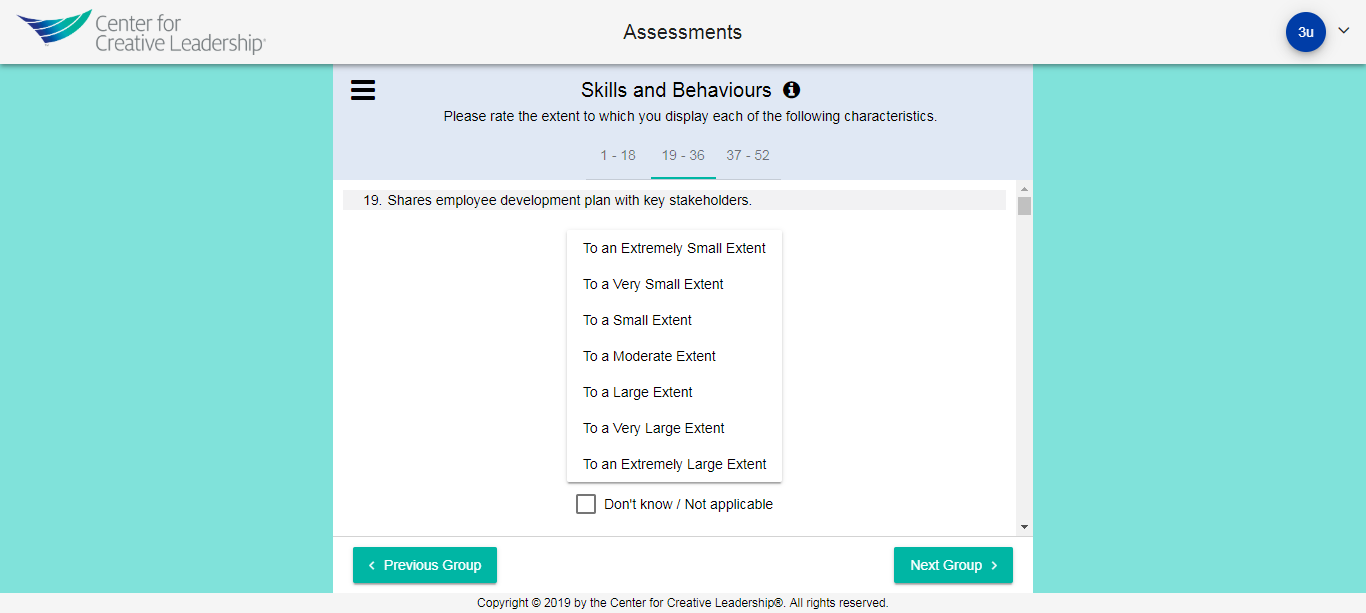 Center for
Creative Leadership®
Assessments
3u
Skills and Behaviours
Please rate the extent to which you display each of the following characteristics.
1 - 18 19 - 36 37 - 52
19. Shares employee development plan with key stakeholders.
To an Extremely Small Extent
To a Very Small Extent
To a Small Extent
To a Moderate Extent
To a Large Extent
To a Very Large Extent
To an Extremely Large Extent
Don't know / Not applicable
Previous Group
Next Group
Copyright © 2019 by the Center for Creative Leadership®. All rights reserved.